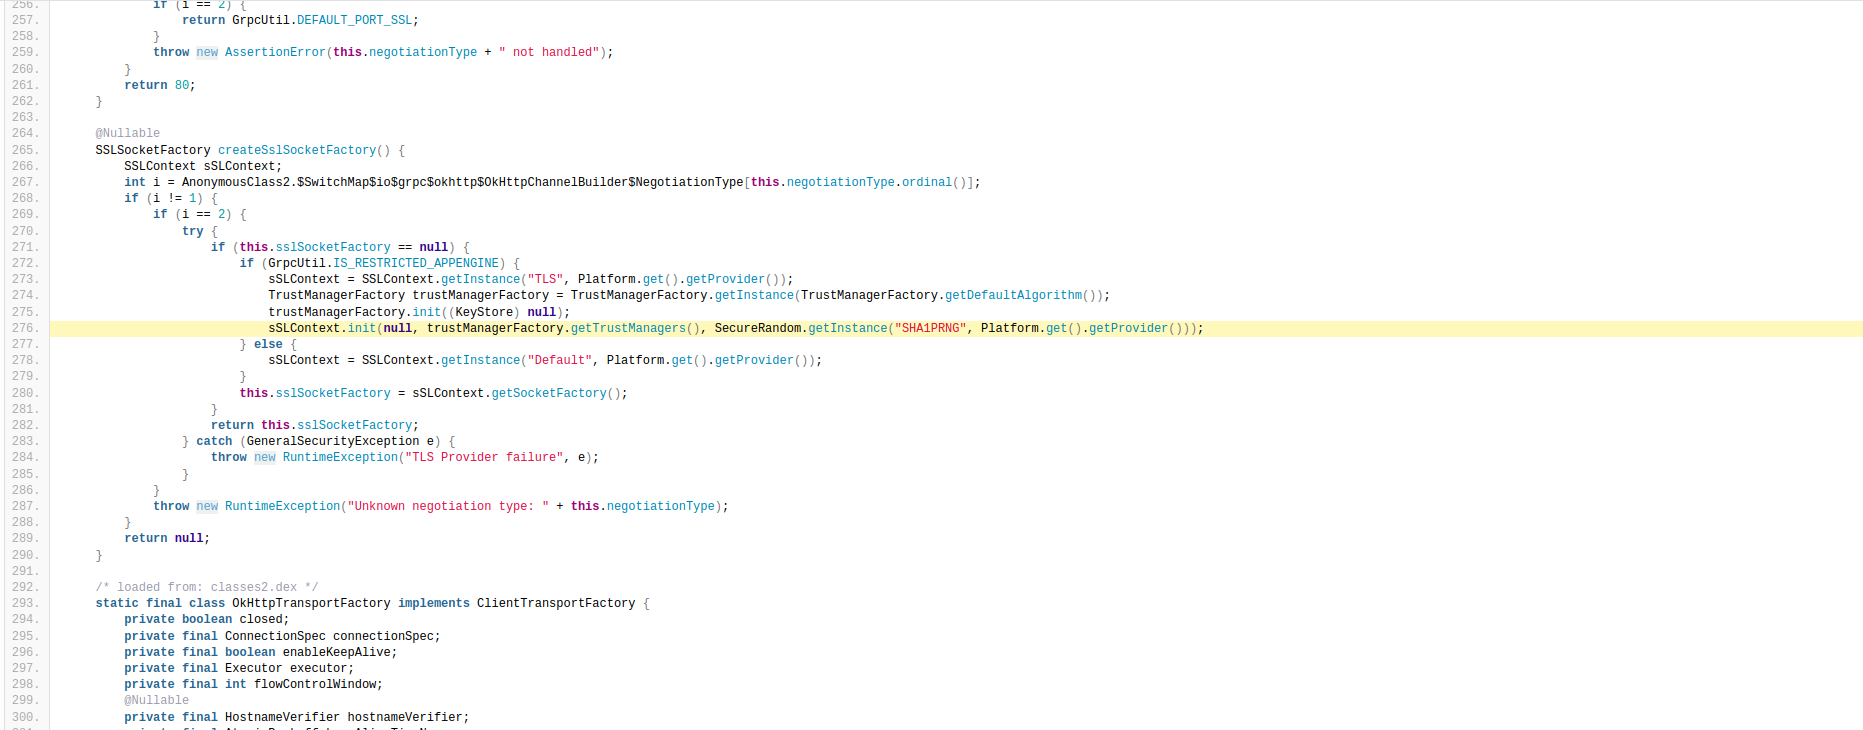 256.                if (i == 2) {
257.                    return GrpcUtil.DEFAULT_PORT_SSL;
258.                }
259.                throw new AssertionError(this.negotiationType + " not handled");
260.            }
261.            return 80;
262.        }
263.
264.        @Nullable
265.        SSLSocketFactory createSslSocketFactory() {
266.            SSLContext sSLContext;
267.            int i = AnonymousClass2.$SwitchMap$io$grpc$okhttp$OkHttpChannelBuilder$NegotiationType[this.negotiationType.ordinal()];
268.            if (i != 1) {
269.                if (i == 2) {
270.                    try {
271.                        if (this.sslSocketFactory == null) {
272.                            if (GrpcUtil.IS_RESTRICTED_APPENGINE) {
273.                                sSLContext = SSLContext.getInstance("TLS", Platform.get().getProvider());
274.                                TrustManagerFactory trustManagerFactory = TrustManagerFactory.getInstance(TrustManagerFactory.getDefaultAlgorithm());
275.                                trustManagerFactory.init((KeyStore) null);
276.                                sSLContext.init(null, trustManagerFactory.getTrustManagers(), SecureRandom.getInstance("SHA1PRNG", Platform.get().getProvider()));
277.                            } else {
278.                                sSLContext = SSLContext.getInstance("Default", Platform.get().getProvider());
279.                            }
280.                            this.sslSocketFactory = sSLContext.getSocketFactory();
281.                        }
282.                        return this.sslSocketFactory;
283.                    } catch (GeneralSecurityException e) {
284.                        throw new RuntimeException("TLS Provider failure", e);
285.                    }
286.                }
287.                throw new RuntimeException("Unknown negotiation type: " + this.negotiationType);
288.            }
289.            return null;
290.        }
291.
292.        /* loaded from: classes2.dex */
293.        static final class OkHttpTransportFactory implements ClientTransportFactory {
294.            private boolean closed;
295.            private final ConnectionSpec connectionSpec;
296.            private final boolean enableKeepAlive;
297.            private final Executor executor;
298.            private final int flowControlWindow;
299.            @Nullable
300.            private final HostnameVerifier hostnameVerifier;